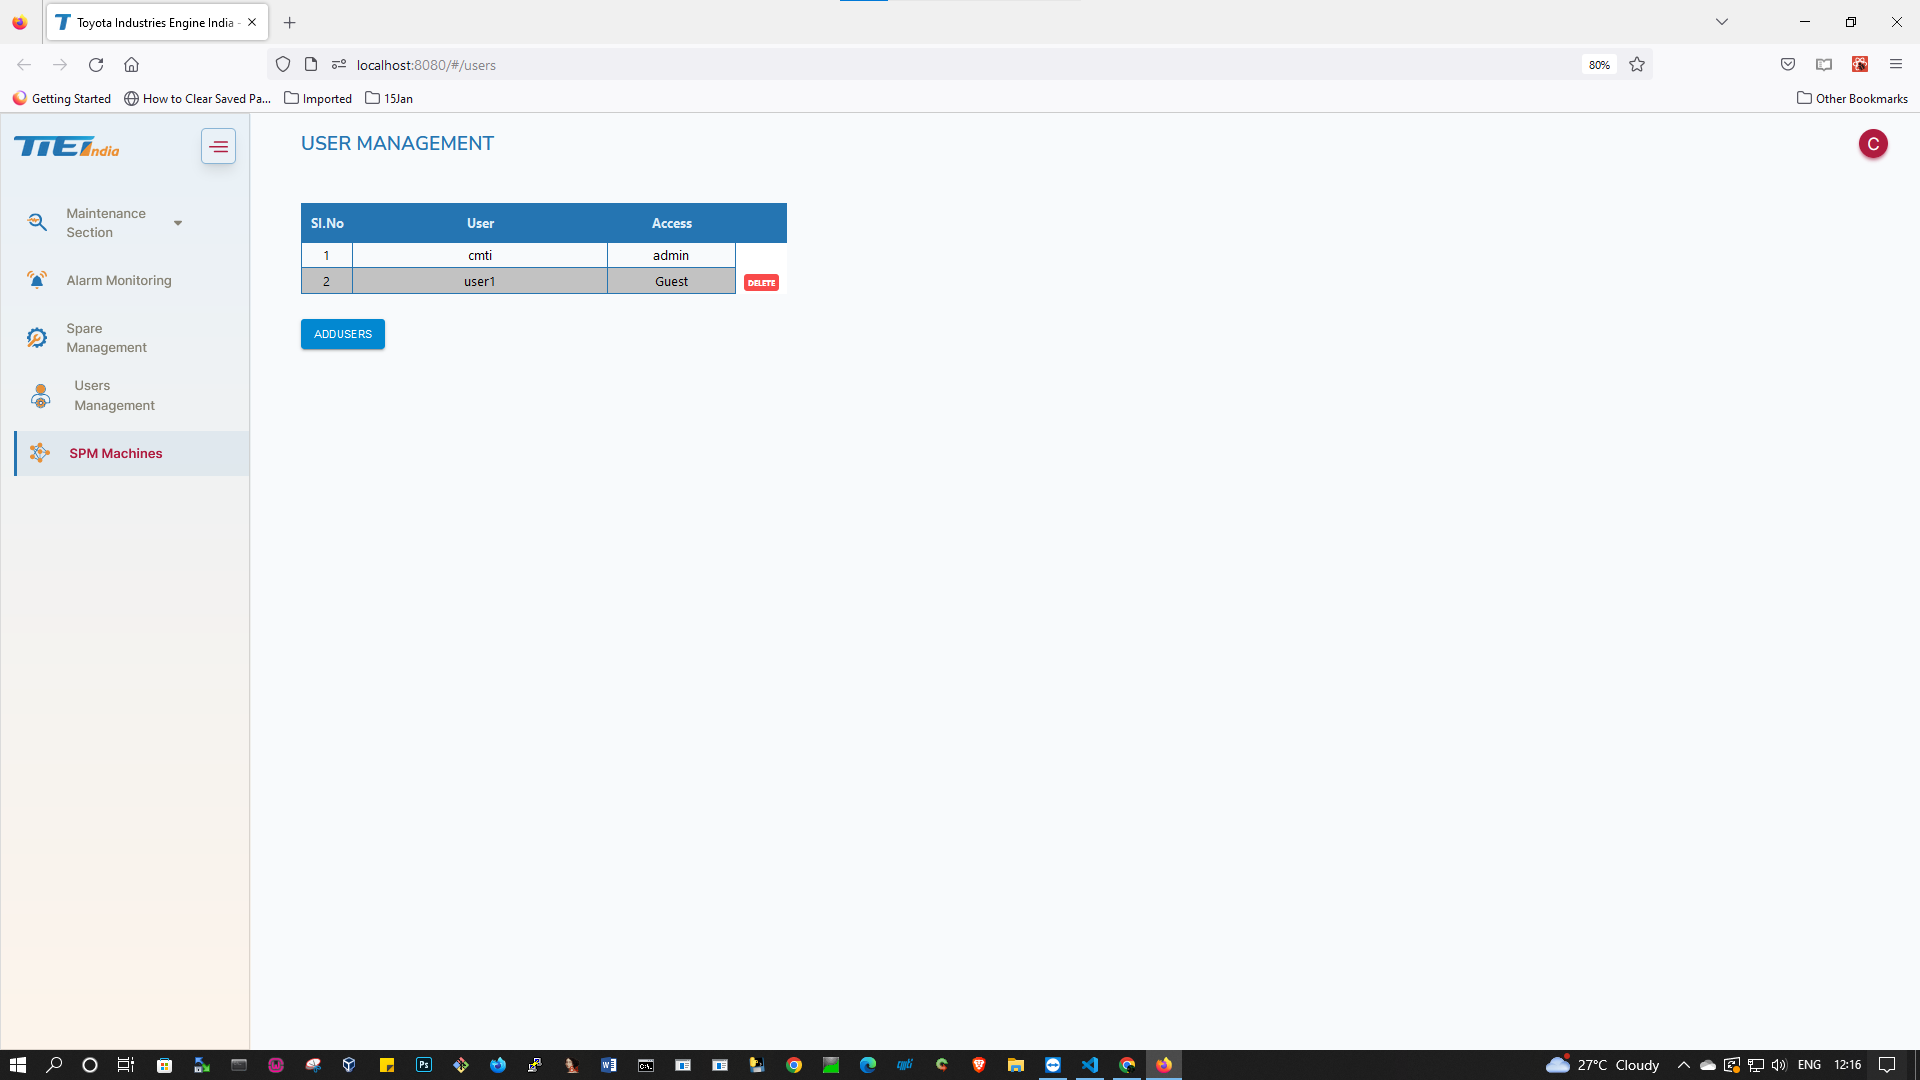 Toyota Industries Engine India -
localhost:8080/#/users
80%
Getting Started
How to Clear Saved Pa...
Imported
15Jan
Other Bookmarks
TIEI India
USER MANAGEMENT
C
Maintenance
Section
Alarm Monitoring
Spare
Management
Users
Management
SPM Machines
Sl.No User Access
1 cmti admin
2 user1 Guest DELETE
ADDUSERS
27°C Cloudy
ENG
12:16